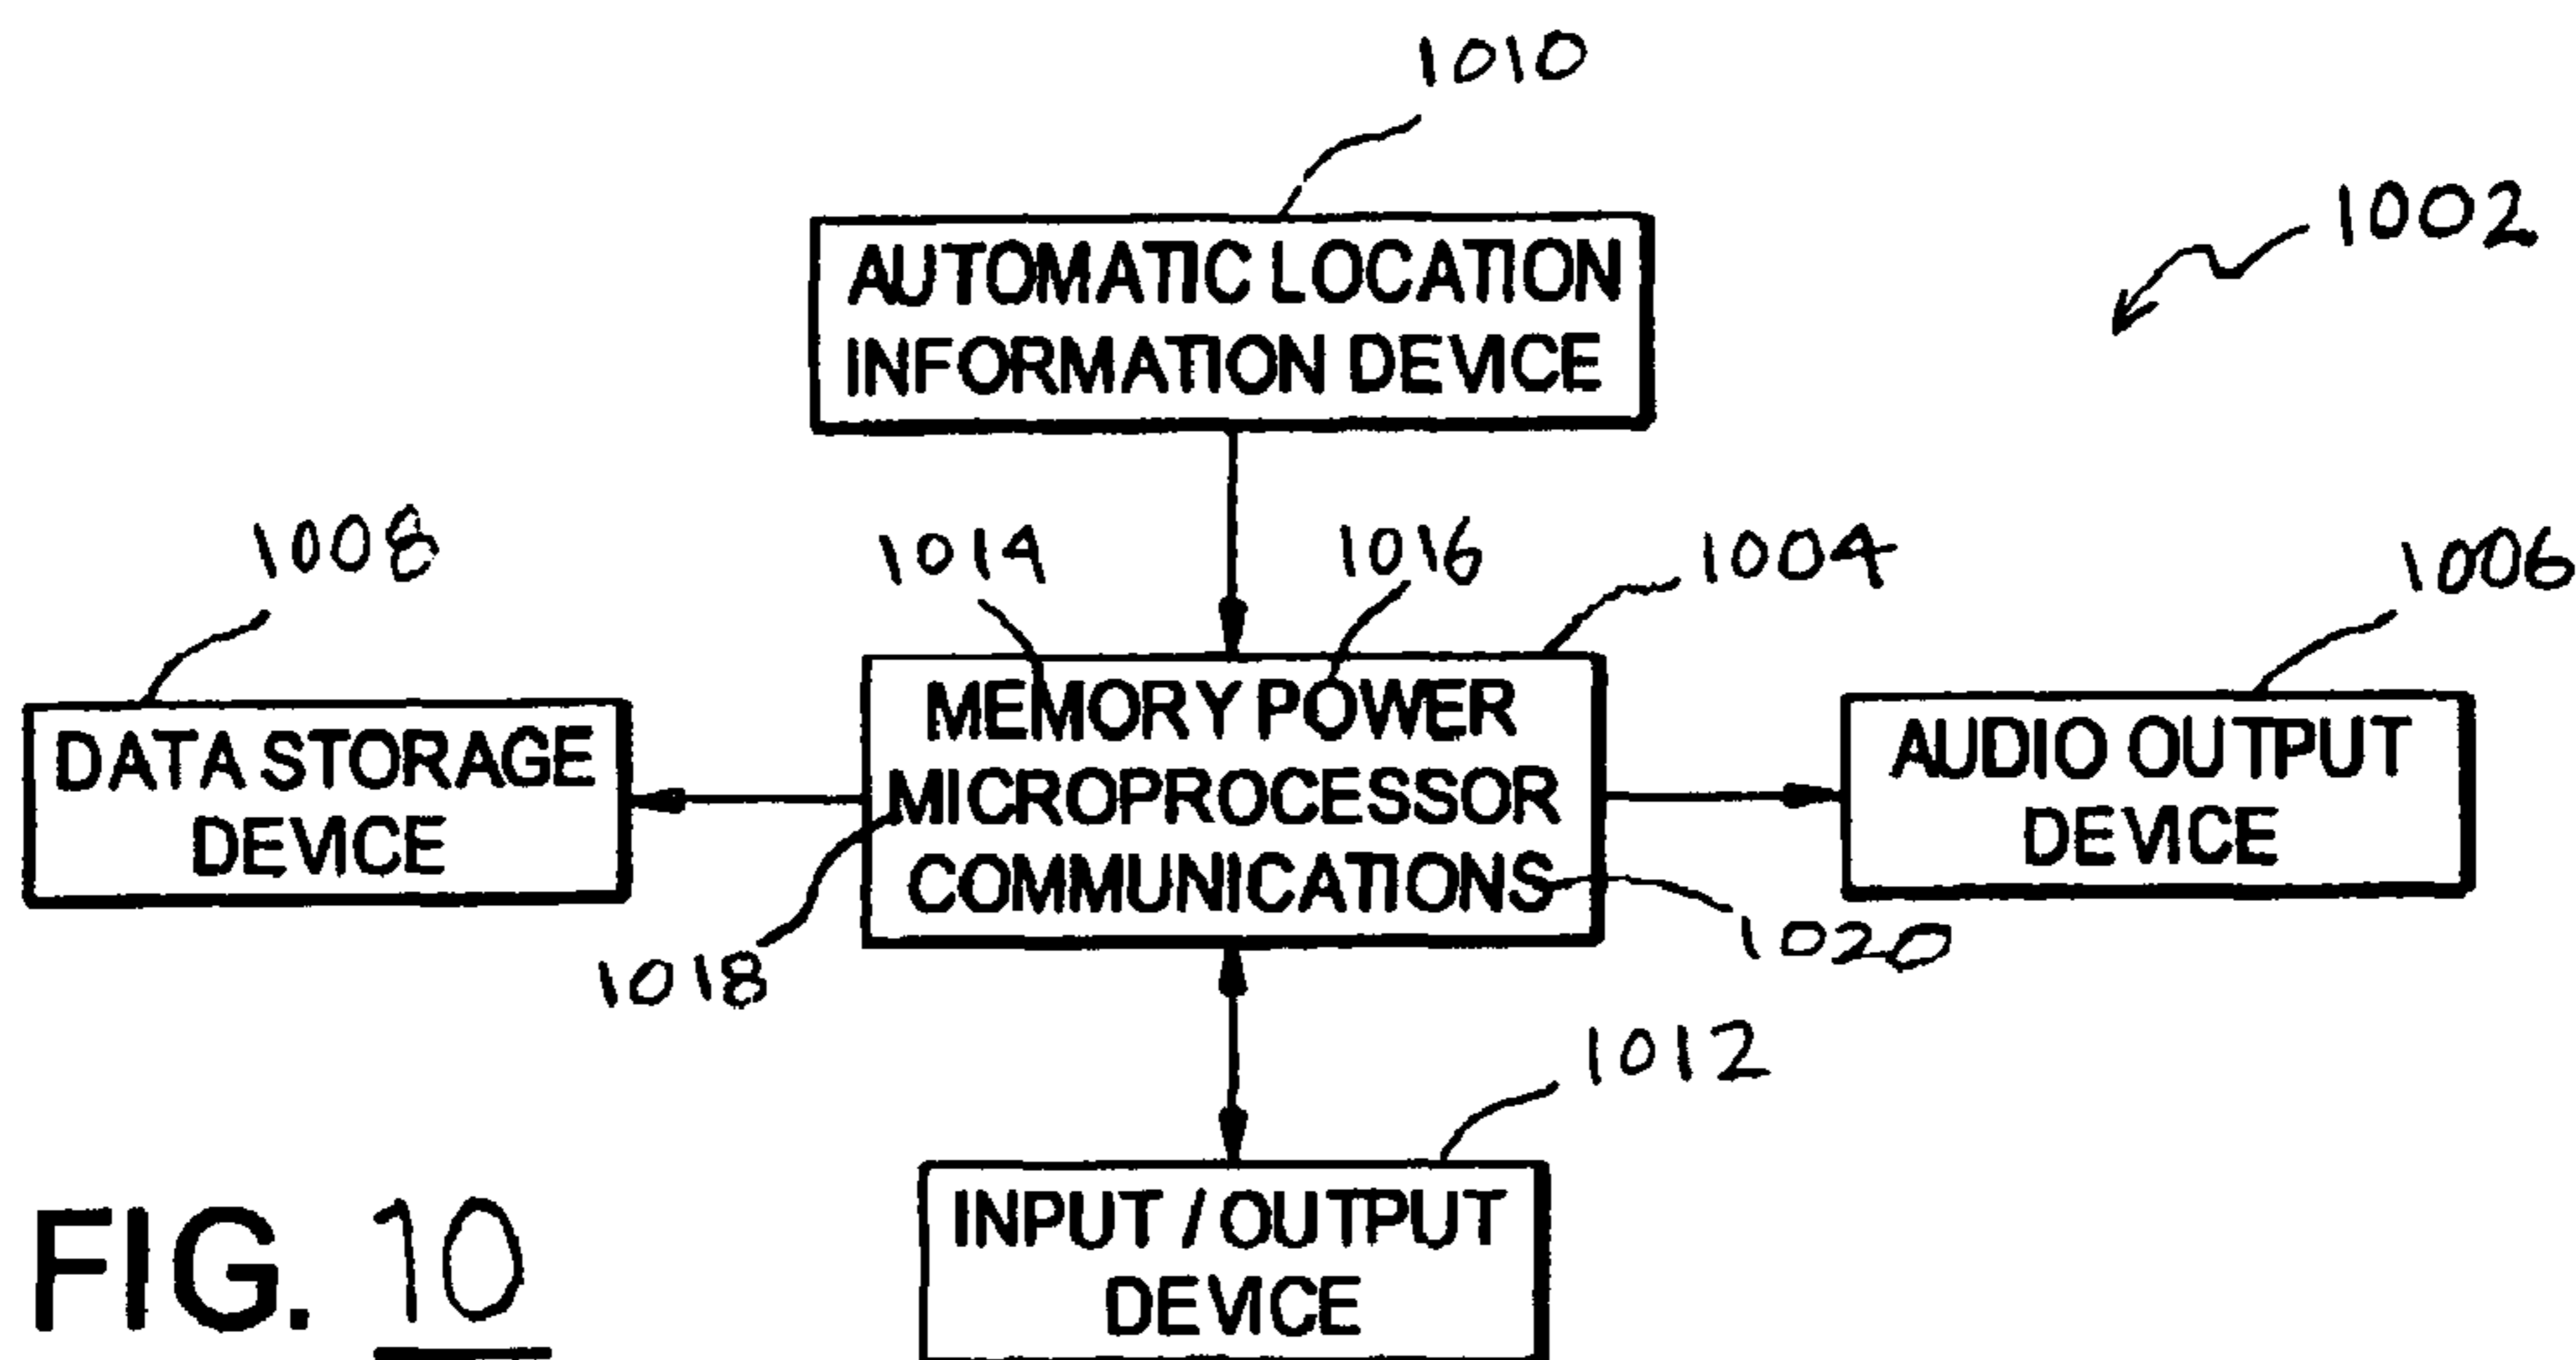 1010
1002
AUTOMATIC LOCATION
INFORMATION DEVICE
1008
1014
1016
1004
1006
DATA STORAGE
DEVICE
MEMORY POWER
MICROPROCESSOR
COMMUNICATIONS
AUDIO OUTPUT
DEVICE
1018
1020
1012
INPUT / OUTPUT
DEVICE
FIG. 10